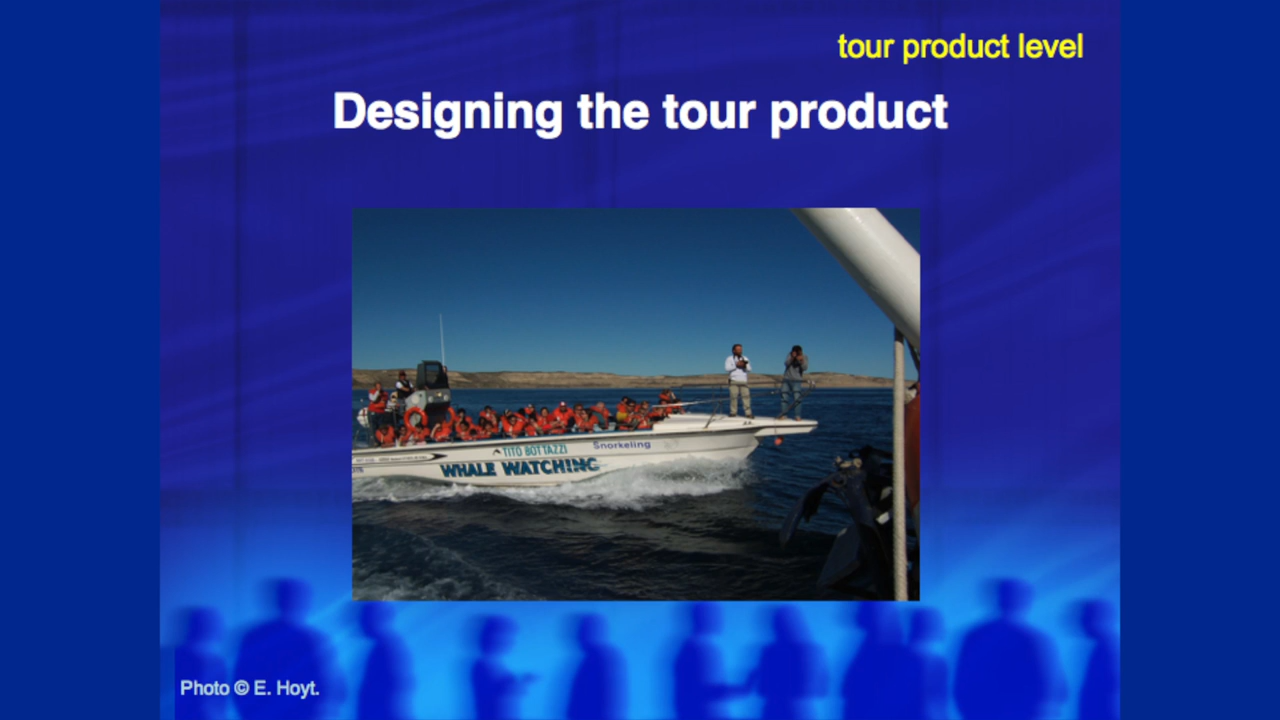 tour product level
Designing the tour product
TITO BOTTAZZI
Snorkeling
WHALE WATCHING
Photo © E. Hoyt.